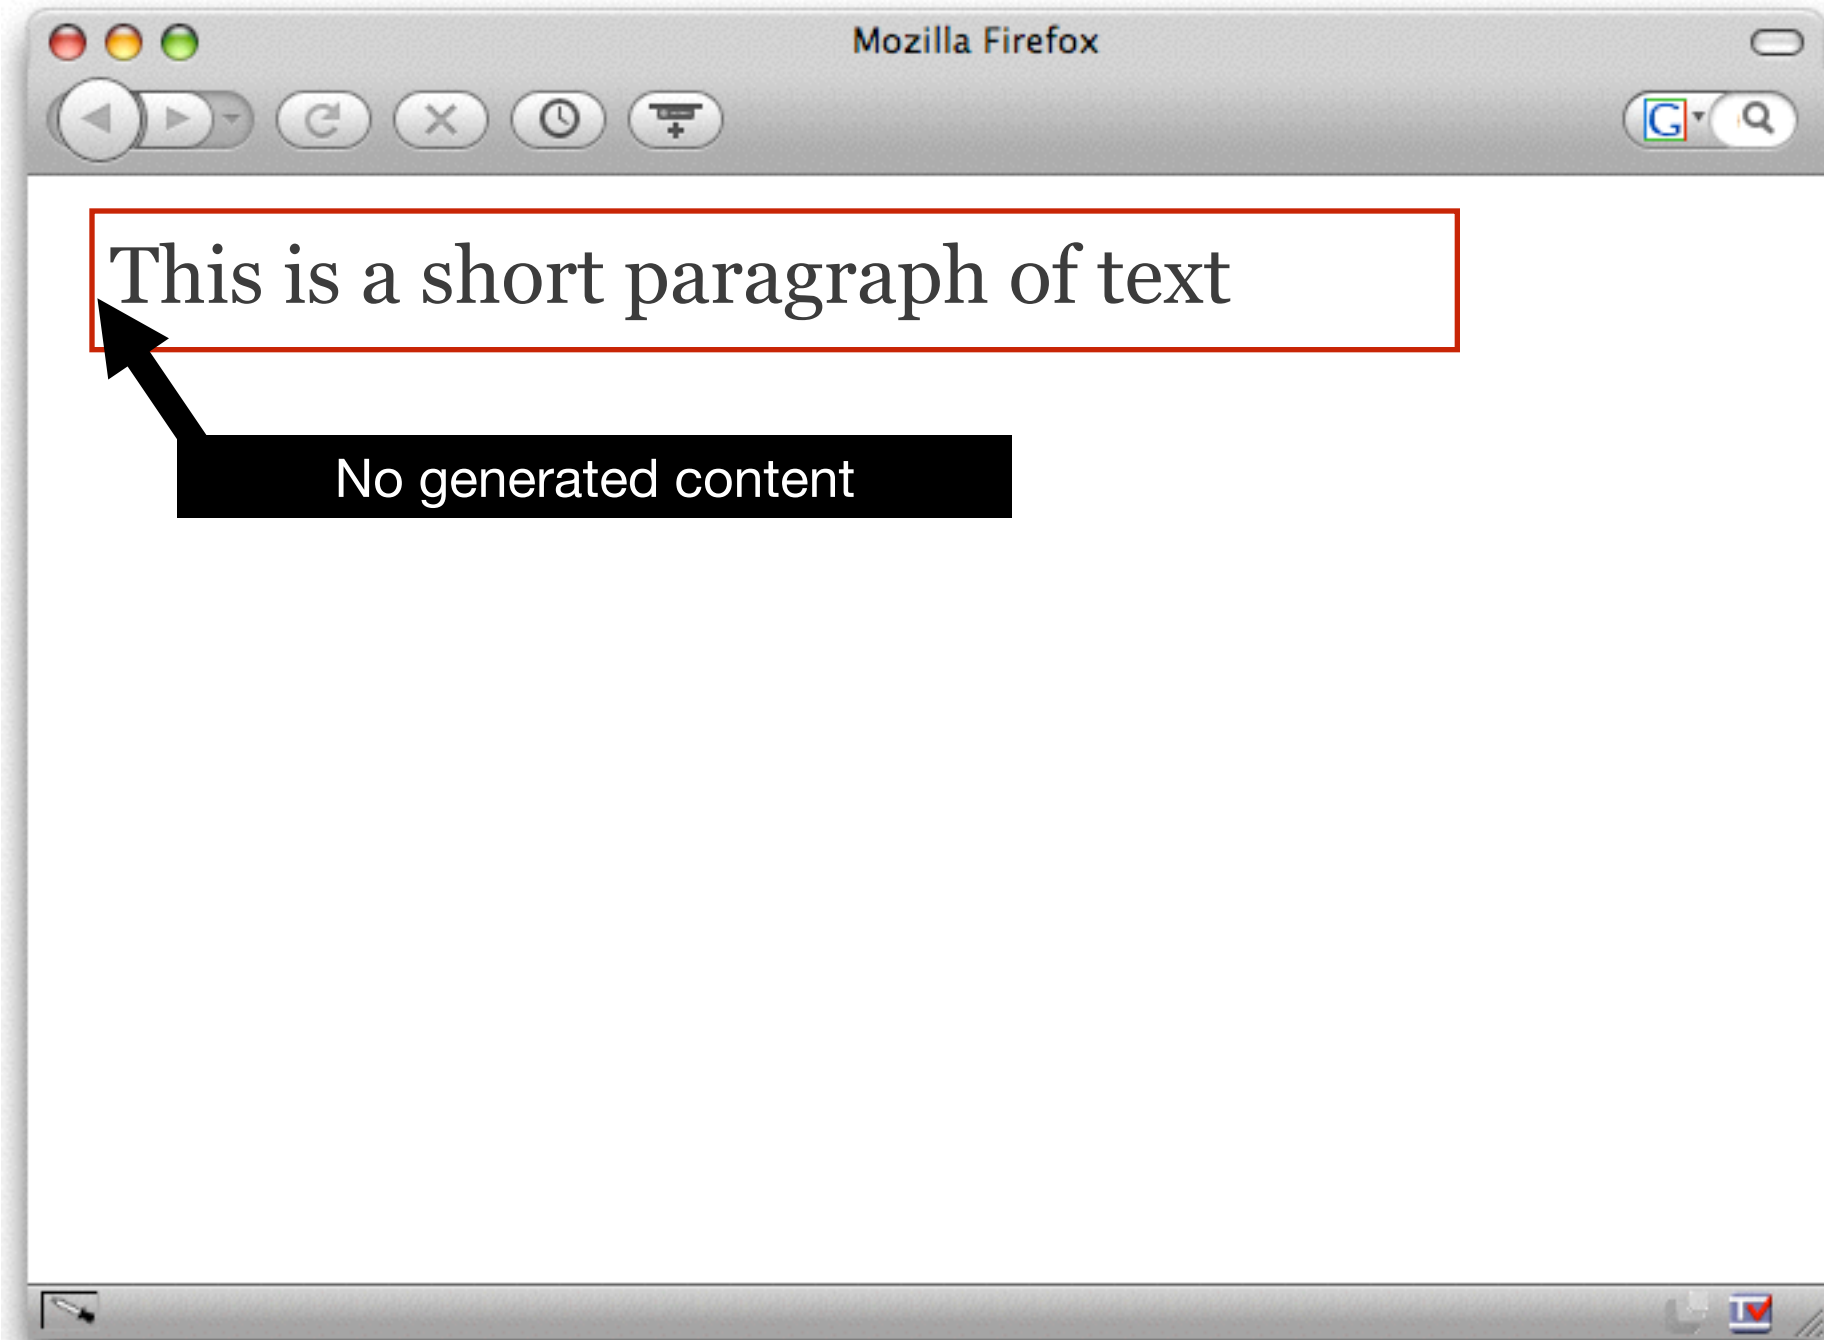 Mozilla Firefox
G
This is a short paragraph of text
No generated content